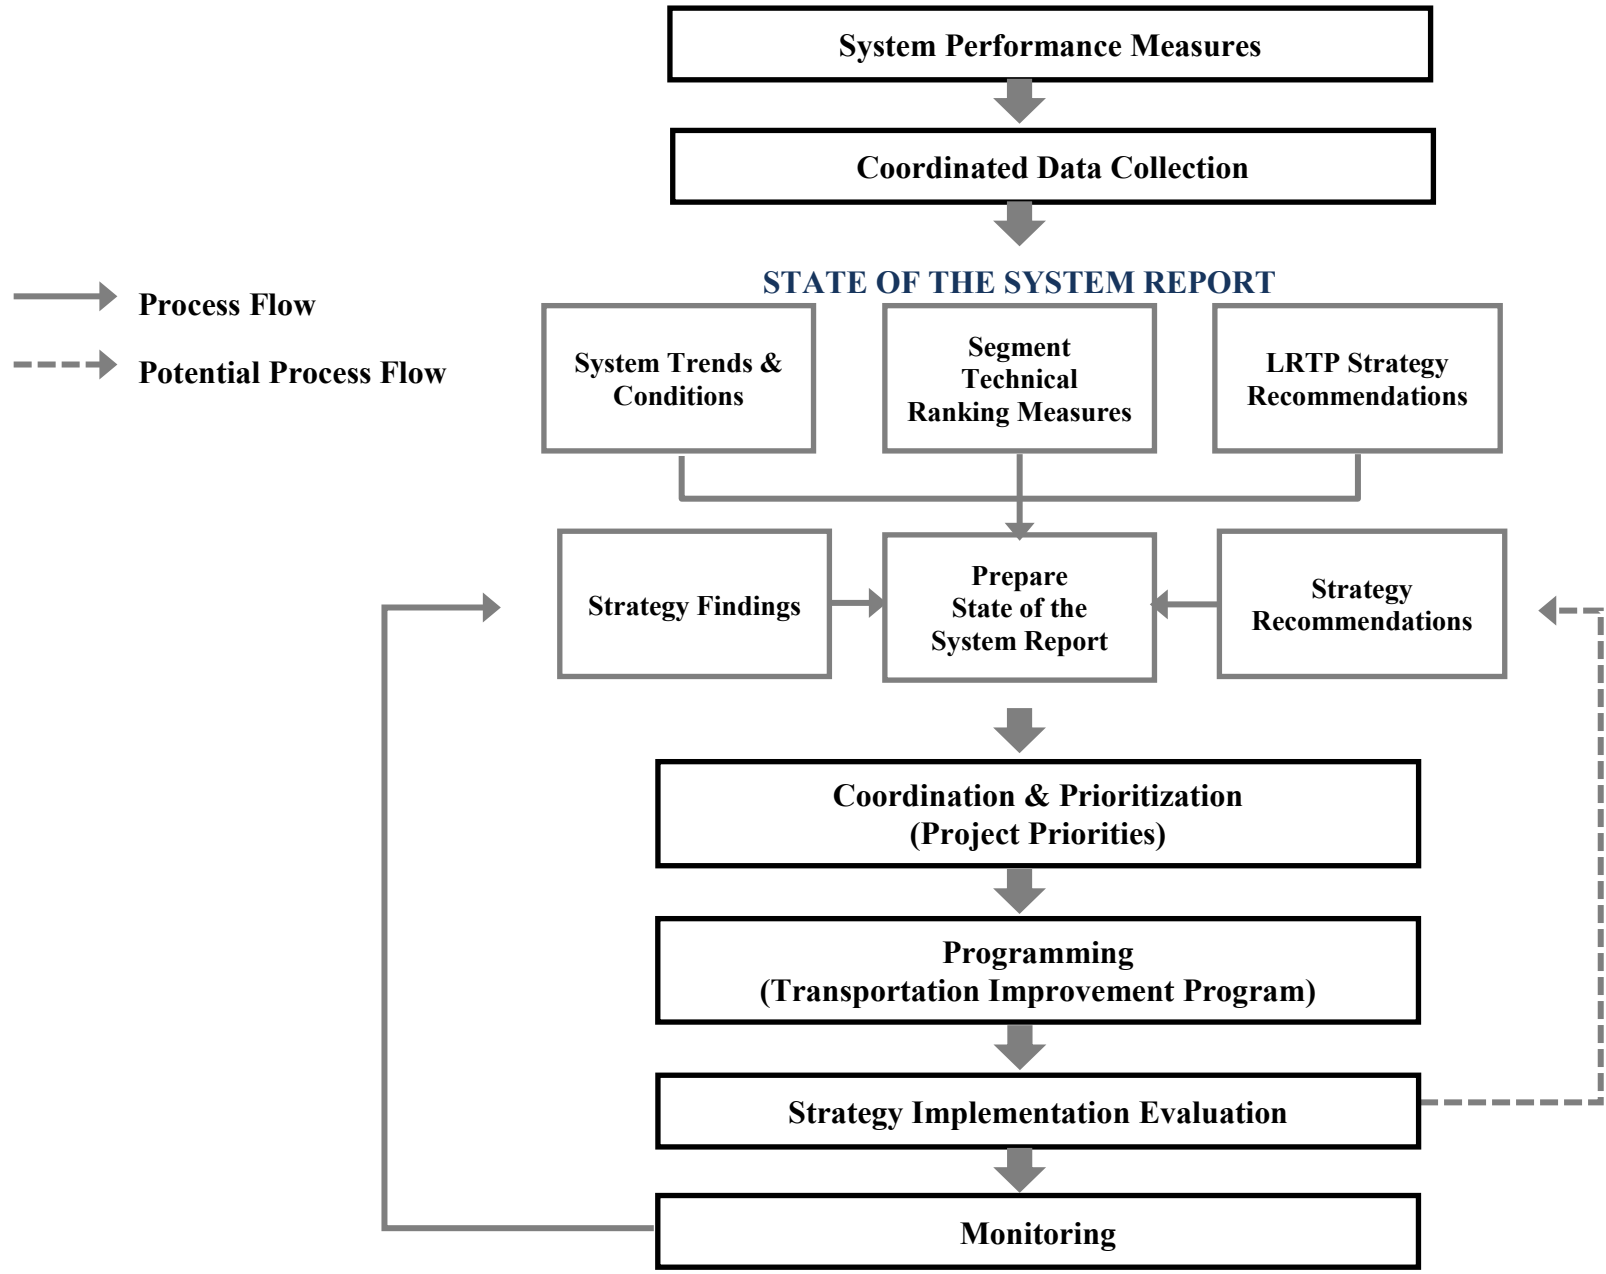 System Performance Measures
Coordinated Data Collection
STATE OF THE SYSTEM REPORT
Process Flow
Potential Process Flow
System Trends &
Conditions
Segment
Technical
Ranking Measures
LRTP Strategy
Recommendations
Strategy Findings
Prepare
State of the
System Report
Strategy
Recommendations
Coordination & Prioritization
(Project Priorities)
Programming
(Transportation Improvement Program)
Strategy Implementation Evaluation
Monitoring